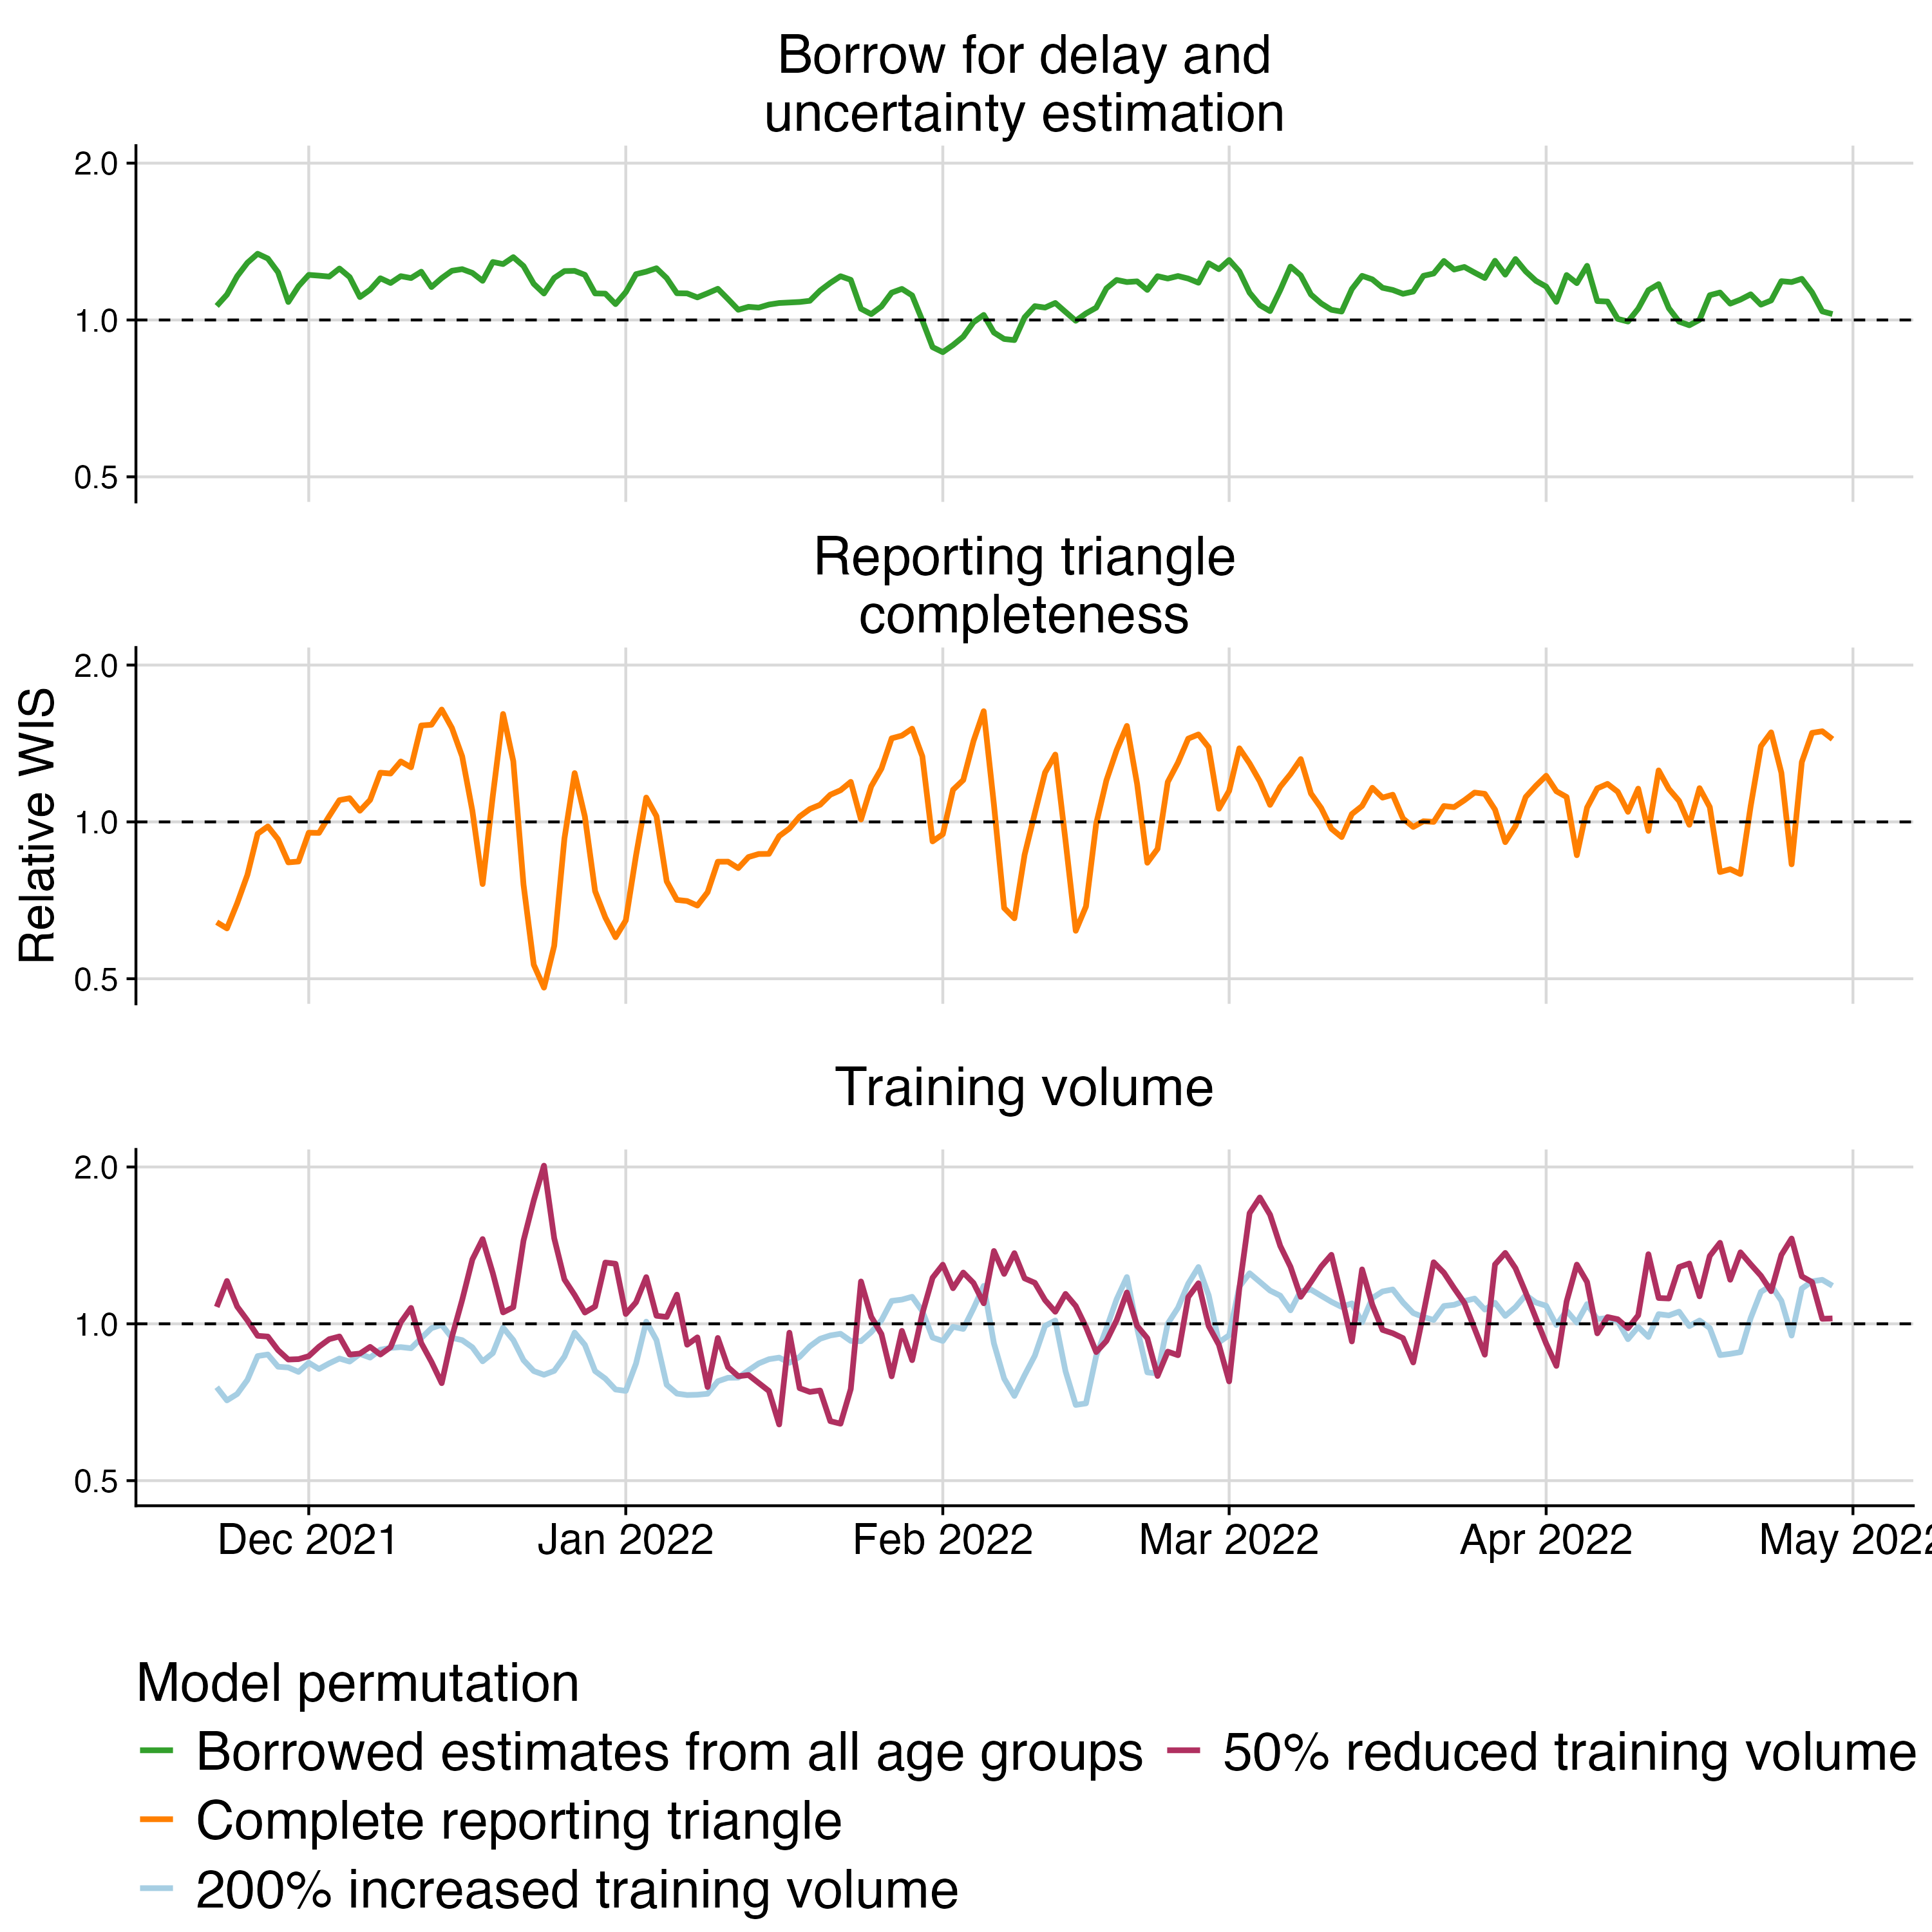 Borrow for delay and
uncertainty estimation
2.0
1.0
0.5
Reporting triangle
completeness
Relative WIS
2.0
1.0
0.5
Training volume
2.0
1.0
0.5
Dec 2021 Jan 2022 Feb 2022 Mar 2022 Apr 2022 May 2022
Model permutation
Borrowed estimates from all age groups 50% reduced training volume
Complete reporting triangle
200% increased training volume